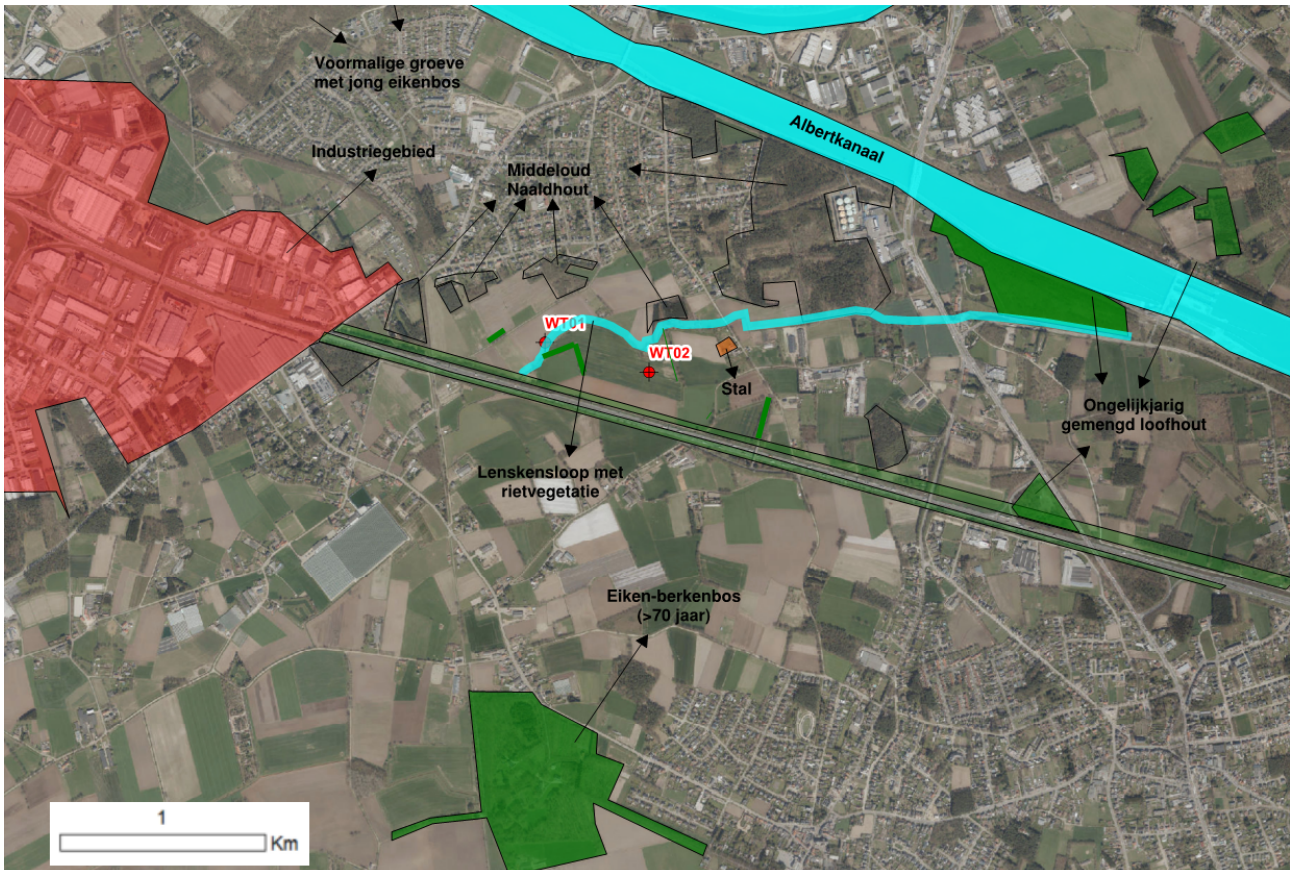 Voormalige groeve
met jong eikenbos
Albertkanaal
Industriegebied
Middeloud
Naaldhout
WT01
WT02
Stal
Ongelijkjarig
gemengd loofhout
Lenskensloop met
rietvegetatie
Eiken-berkenbos
(>70 jaar)
1
Km